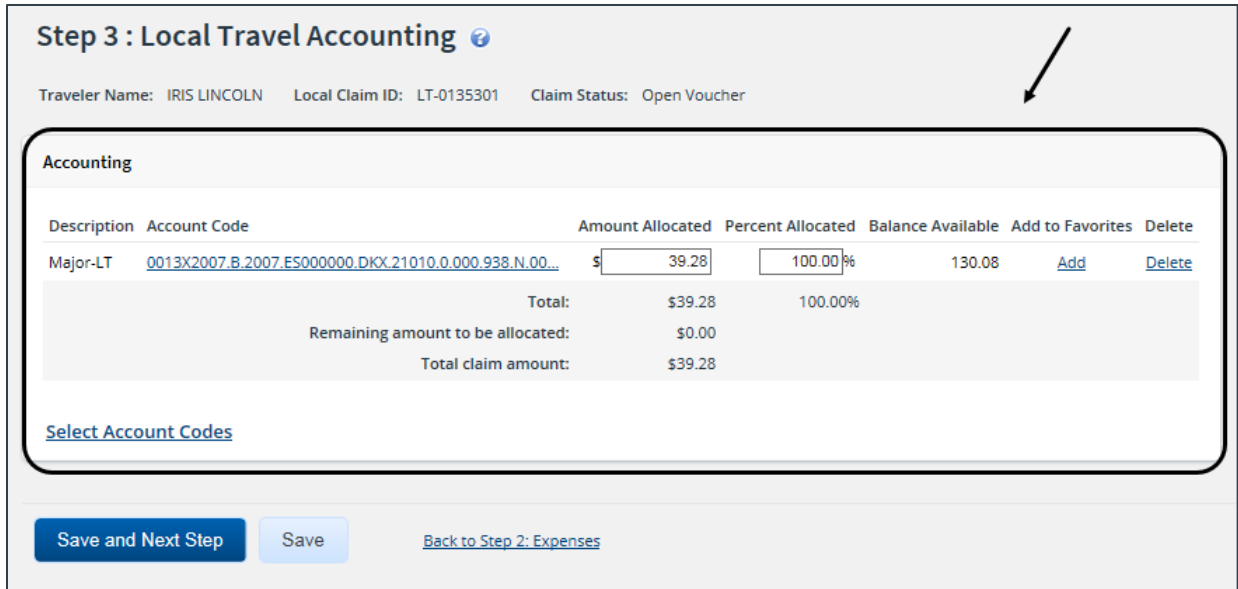 Step 3 : Local Travel Accounting ?
Traveler Name: IRIS LINCOLN Local Claim ID: LT-0135301 Claim Status: Open Voucher
Accounting
Description Account Code Amount Allocated Percent Allocated Balance Available Add to Favorites Delete
Major-LT 0013X2007.B.2007.ES000000.DKX.21010.0.000.938.N.00... $ 39.28 100.00 % 130.08 Add Delete
Total: $39.28 100.00%
Remaining amount to be allocated: $0.00
Total claim amount: $39.28
Select Account Codes
Save and Next Step Save Back to Step 2: Expenses